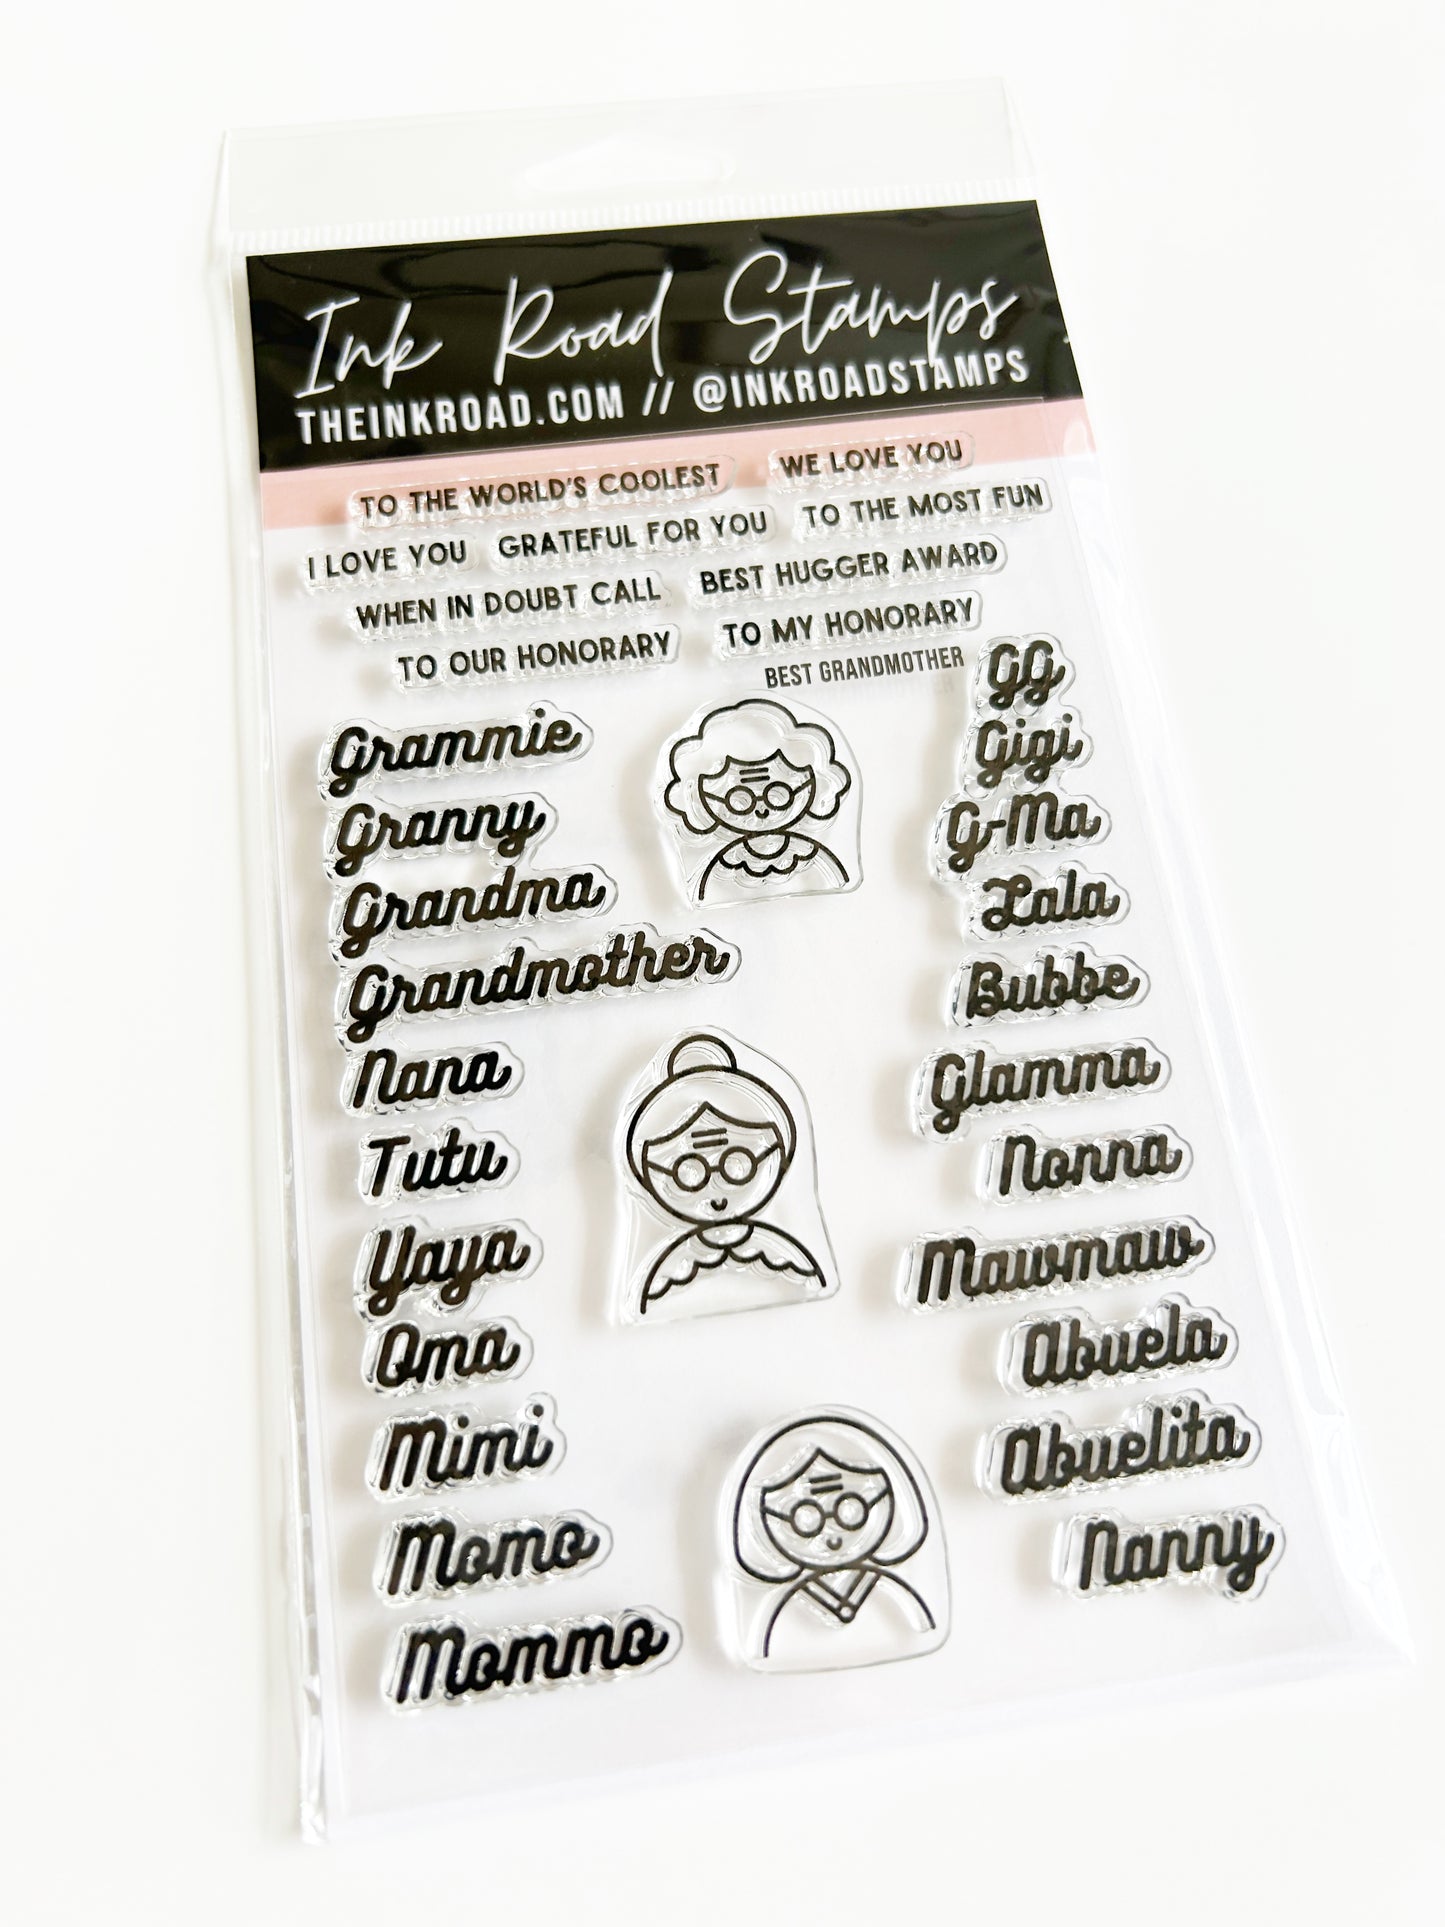 Ink Road Stamps
THEINKROAD.COM // @INKROADSTAMPS
TO THE WORLD'S COOLEST
WE LOVE YOU
I LOVE YOU
GRATEFUL FOR YOU
TO THE MOST FUN
WHEN IN DOUBT CALL
BEST HUGGER AWARD
TO OUR HONORARY
TO MY HONORARY
BEST GRANDMOTHER
Grammie
Granny
Grandma
Grandmother
Nana
Tutu
Yaya
Oma
Mimi
Momo
Mommo
GG
Gigi
G-Ma
Lala
Bubbe
Glamma
Nonna
Mawmaw
Abuela
Abuelita
Nanny